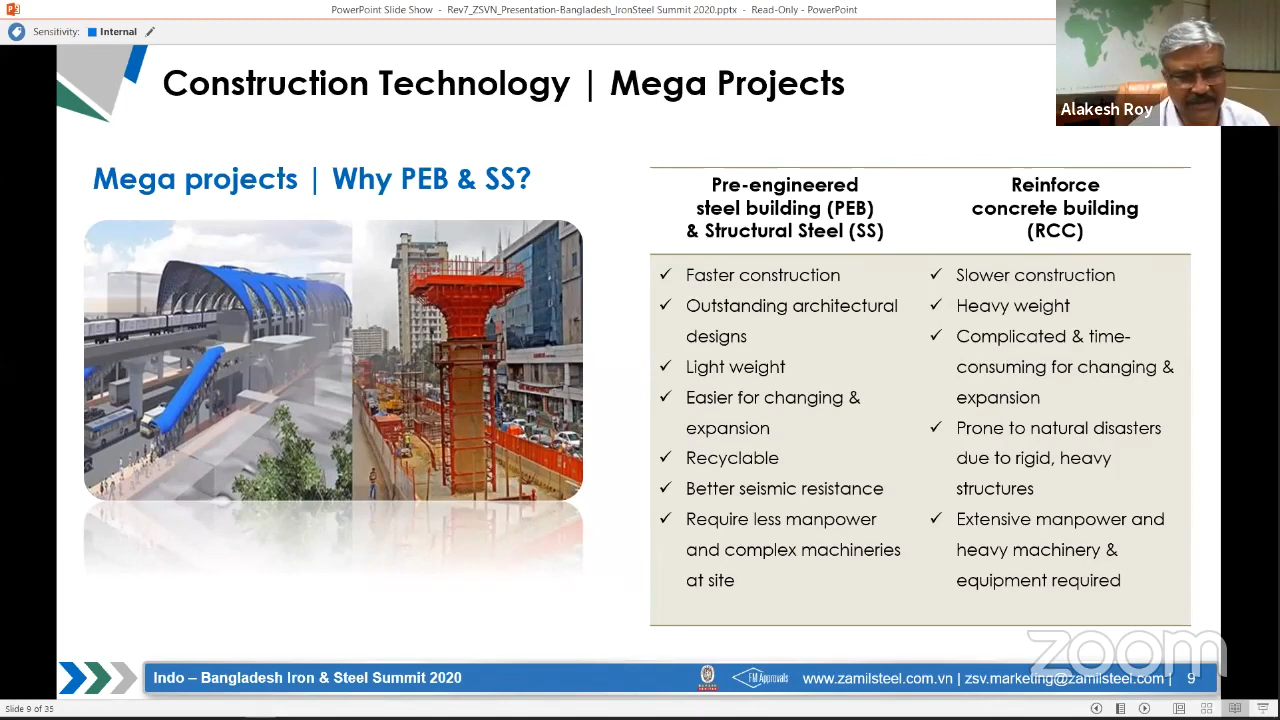 PowerPoint Slide Show - Rev7_ZSVN_Presentation-Bangladesh_IronSteel Summit 2020.pptx - Read-Only - PowerPoint
Sensitivity: Internal
Construction Technology | Mega Projects
Alakesh Roy
Mega projects | Why PEB & SS?
Pre-engineered
steel building (PEB)
& Structural Steel (SS)
✓ Faster construction
✓ Outstanding architectural
designs
✓ Light weight
✓ Easier for changing &
expansion
✓ Recyclable
✓ Better seismic resistance
✓ Require less manpower
and complex machineries
at site
Reinforce
concrete building
(RCC)
✓ Slower construction
✓ Heavy weight
✓ Complicated & time-
consuming for changing &
expansion
✓ Prone to natural disasters
due to rigid, heavy
structures
✓ Extensive manpower and
heavy machinery &
equipment required
zoom
Indo – Bangladesh Iron & Steel Summit 2020
FM Approvals
www.zamilsteel.com.vn | zsv.marketing@zamilsteel.com | 9
Slide 9 of 35